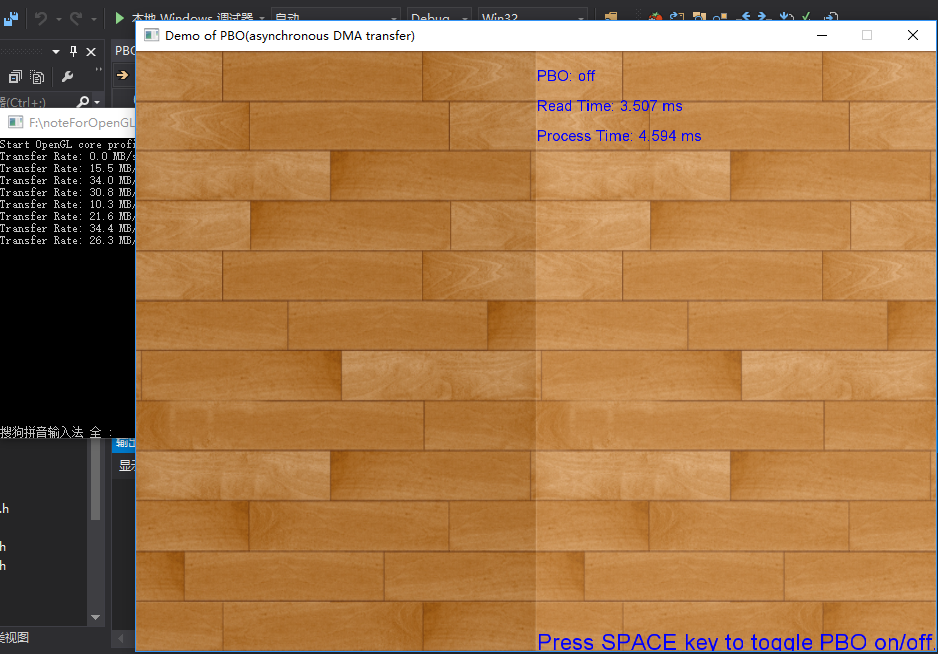 本地 Windows 调试器
自动
Debug
Win32
Demo of PBO(asynchronous DMA transfer)
PBO
器(Ctrl+;)
F:\noteForOpenGL
Start OpenGL core profi
Transfer Rate: 0.0 MB/s
Transfer Rate: 15.5 MB/
Transfer Rate: 34.0 MB/
Transfer Rate: 30.8 MB/
Transfer Rate: 10.3 MB/
Transfer Rate: 21.6 MB/
Transfer Rate: 34.4 MB/
Transfer Rate: 26.3 MB/
PBO: off
Read Time: 3.507 ms
Process Time: 4.594 ms
搜狗拼音输入法 全 :
输出
显示
.h
h
h
类视图
Press SPACE key to toggle PBO on/off.